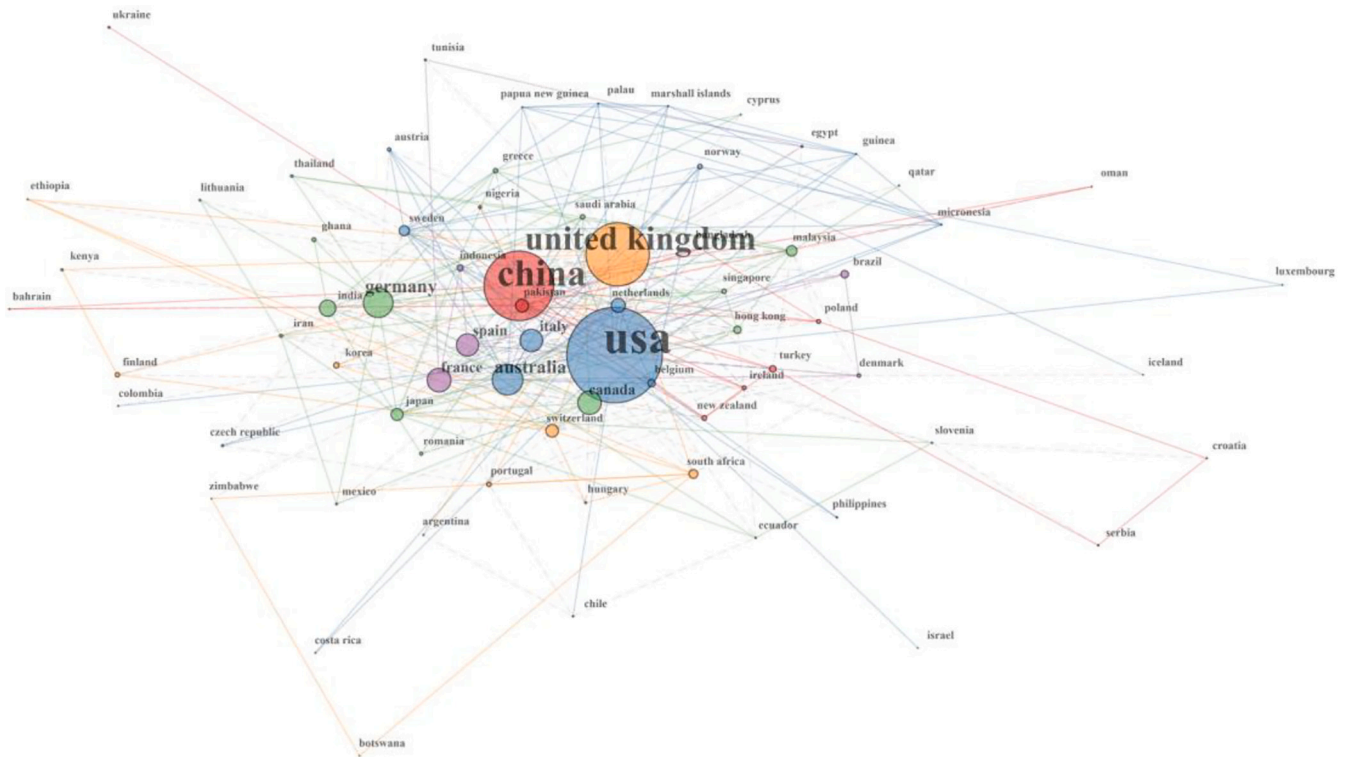 ukraine
tunisia
papua new guinea
palau
marshall islands
cyprus
austria
egypt
guinea
greece
norway
thailand
qatar
oman
ethiopia
lithuania
nigeria
saudi arabia
micronesia
ghana
sweden
united kingdom
bangladesh
malaysia
kenya
indonesia
china
brazil
luxembourg
germany
singapore
bahrain
india
pakistan
netherlands
poland
hong kong
iran
spain
italy
usa
korea
turkey
finland
france
australia
belgium
ireland
denmark
iceland
colombia
canada
japan
new zealand
switzerland
czech republic
romania
slovenia
croatia
portugal
south africa
zimbabwe
mexico
hungary
philippines
argentina
ecuador
serbia
chile
costa rica
israel
botswana